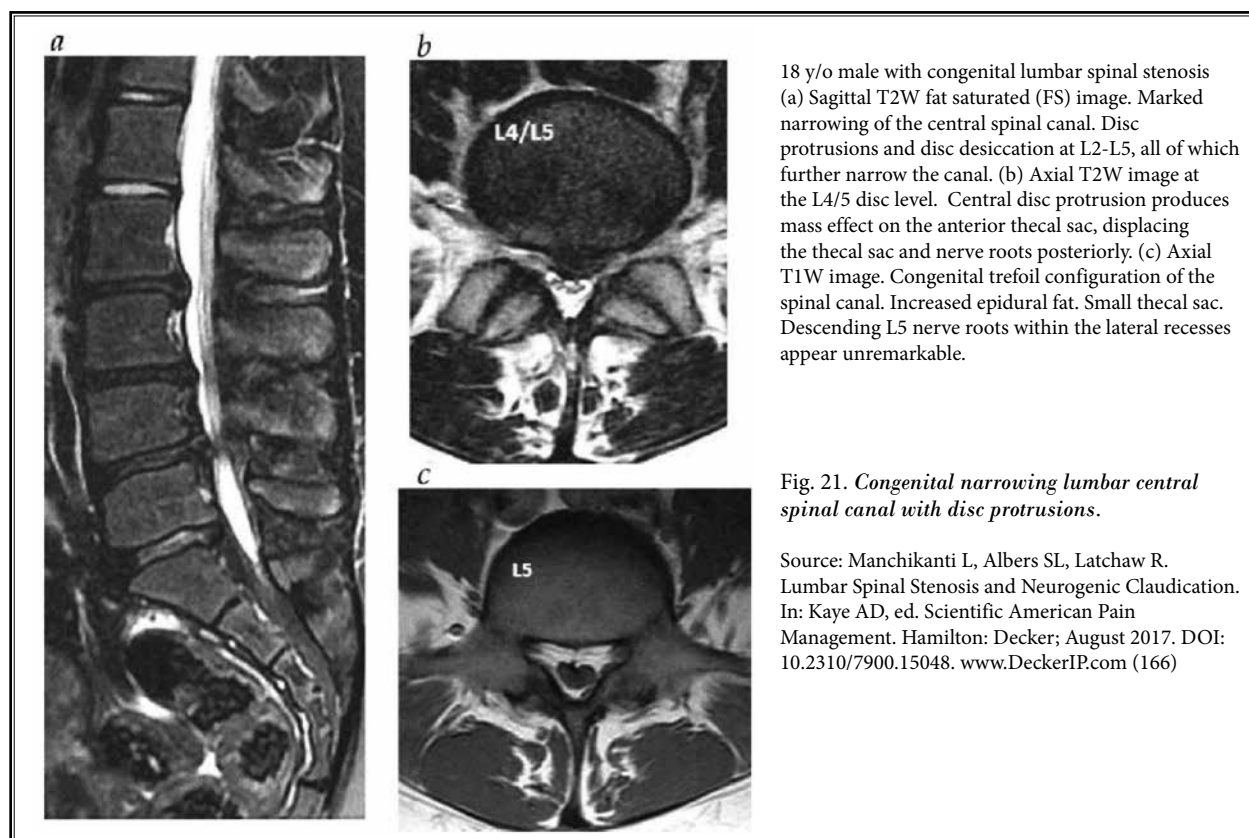 a
b
L4/L5
c
L5
18 y/o male with congenital lumbar spinal stenosis
(a) Sagittal T2W fat saturated (FS) image. Marked
narrowing of the central spinal canal. Disc
protrusions and disc desiccation at L2-L5, all of which
further narrow the canal. (b) Axial T2W image at
the L4/5 disc level.  Central disc protrusion produces
mass effect on the anterior thecal sac, displacing
the thecal sac and nerve roots posteriorly. (c) Axial
T1W image. Congenital trefoil configuration of the
spinal canal. Increased epidural fat. Small thecal sac.
Descending L5 nerve roots within the lateral recesses
appear unremarkable.
Fig. 21. Congenital narrowing lumbar central
spinal canal with disc protrusions.
Source: Manchikanti L, Albers SL, Latchaw R.
Lumbar Spinal Stenosis and Neurogenic Claudication.
In: Kaye AD, ed. Scientific American Pain
Management. Hamilton: Decker; August 2017. DOI:
10.2310/7900.15048. www.DeckerIP.com (166)